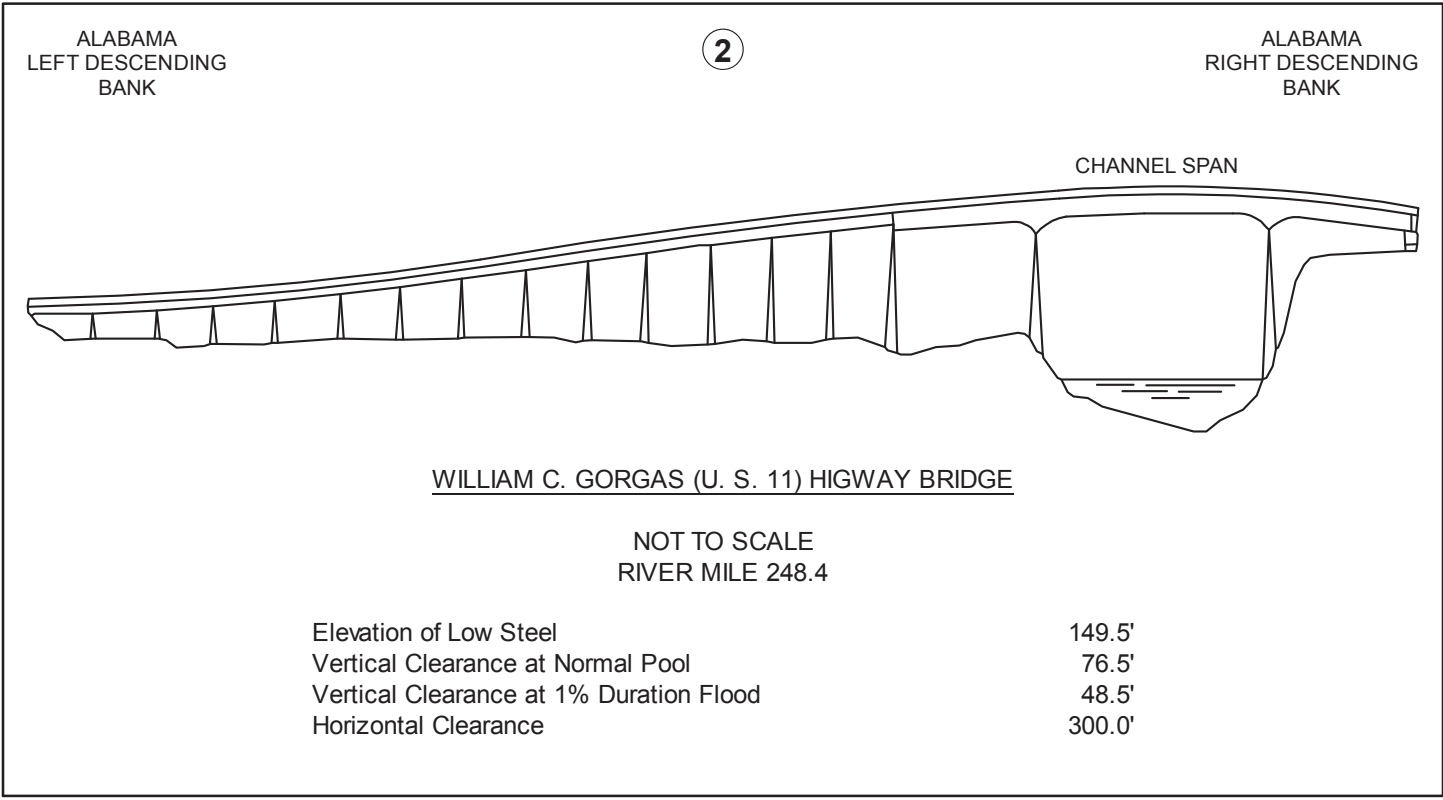 ALABAMA
LEFT DESCENDING
BANK
2
ALABAMA
RIGHT DESCENDING
BANK
CHANNEL SPAN
WILLIAM C. GORGAS (U. S. 11) HIGWAY BRIDGE
NOT TO SCALE
RIVER MILE 248.4
Elevation of Low Steel 149.5'
Vertical Clearance at Normal Pool 76.5'
Vertical Clearance at 1% Duration Flood 48.5'
Horizontal Clearance 300.0'